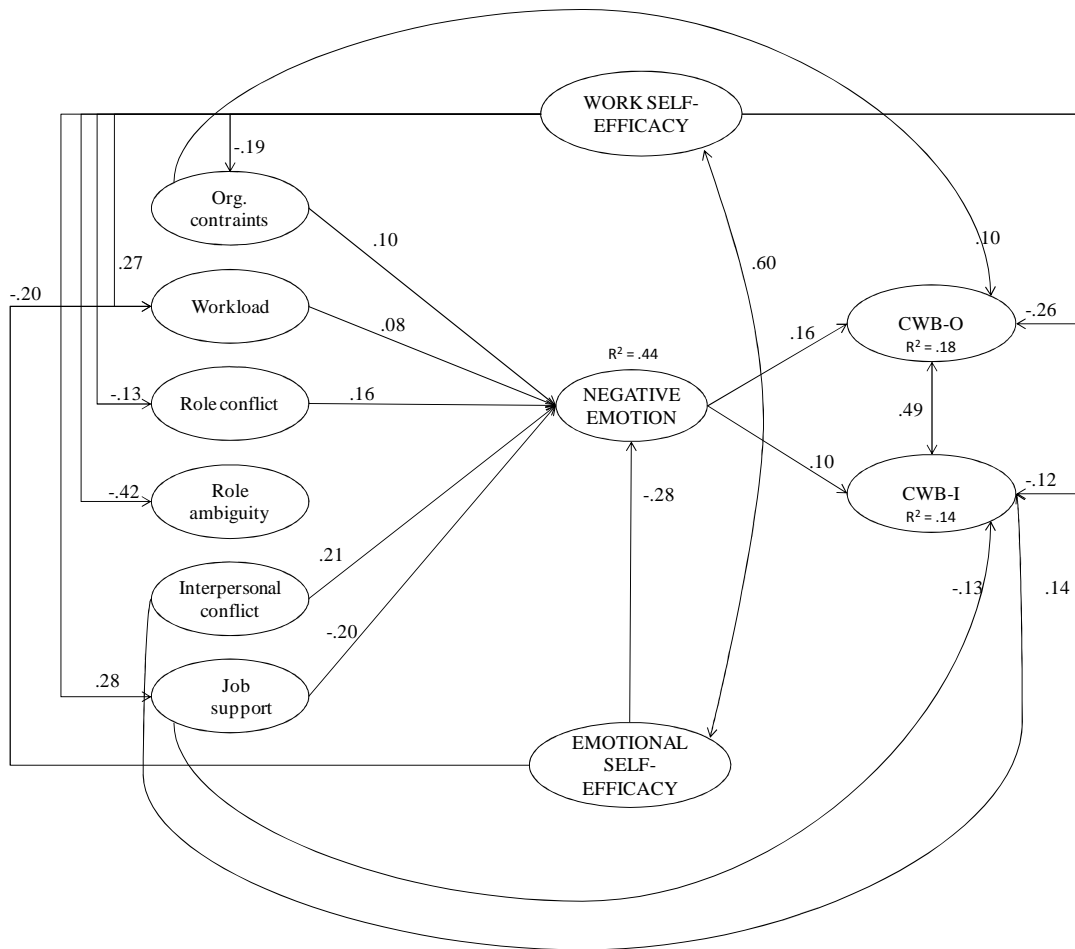 WORK SELF-
EFFICACY
-.19
Org.
contraints
.10
.10
.60
.27
-.20
Workload
.08
.16
CWB-O
R² = .18
-.26
R² = .44
NEGATIVE
EMOTION
-.13
Role conflict
.16
.49
.10
-.42
Role
ambiguity
-.28
CWB-I
R² = .14
-.12
.21
Interpersonal
conflict
-.13
.14
-.20
.28
Job
support
EMOTIONAL
SELF-
EFFICACY